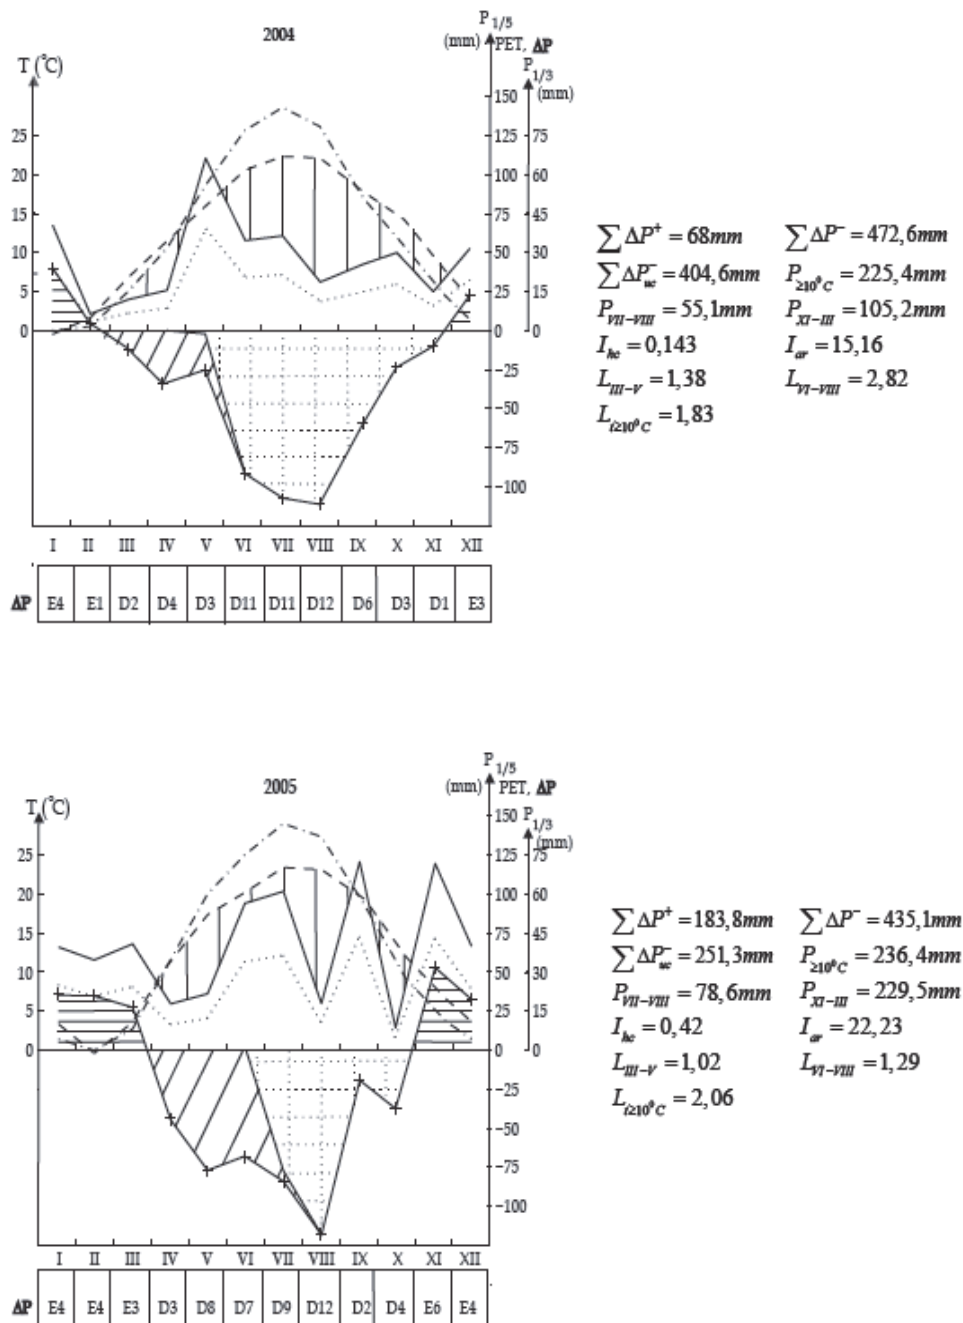 2004
P 1/5
(mm) PET, ΔP
T (°C)
P 1/3
(mm)
150
25 125 75
20 100 60
15 75 45
10 50 30
5 25 15
0 0 0
−25
−50
−75
−100
I II III IV V VI VII VIII IX X XI XII
ΔP E4 E1 D2 D4 D3 D11 D11 D12 D6 D3 D1 E3
∑ΔP⁺ = 68mm ∑ΔP⁻ = 472,6mm
∑ΔP⁻uc = 404,6mm P≥10⁰C = 225,4mm
PVII−VIII = 55,1mm PXI−III = 105,2mm
Ihc = 0,143 Iar = 15,16
LIII−V = 1,38 LVI−VIII = 2,82
Lt≥10⁰C = 1,83
2005
P 1/5
(mm) PET, ΔP
T (°C)
P 1/3
(mm)
150
25 125 75
20 100 60
15 75 45
10 50 30
5 25 15
0 0 0
−25
−50
−75
−100
I II III IV V VI VII VIII IX X XI XII
ΔP E4 E4 E3 D3 D8 D7 D9 D12 D2 D4 E6 E4
∑ΔP⁺ = 183,8mm ∑ΔP⁻ = 435,1mm
∑ΔP⁻uc = 251,3mm P≥10⁰C = 236,4mm
PVII−VIII = 78,6mm PXI−III = 229,5mm
Ihc = 0,42 Iar = 22,23
LIII−V = 1,02 LVI−VIII = 1,29
Lt≥10⁰C = 2,06